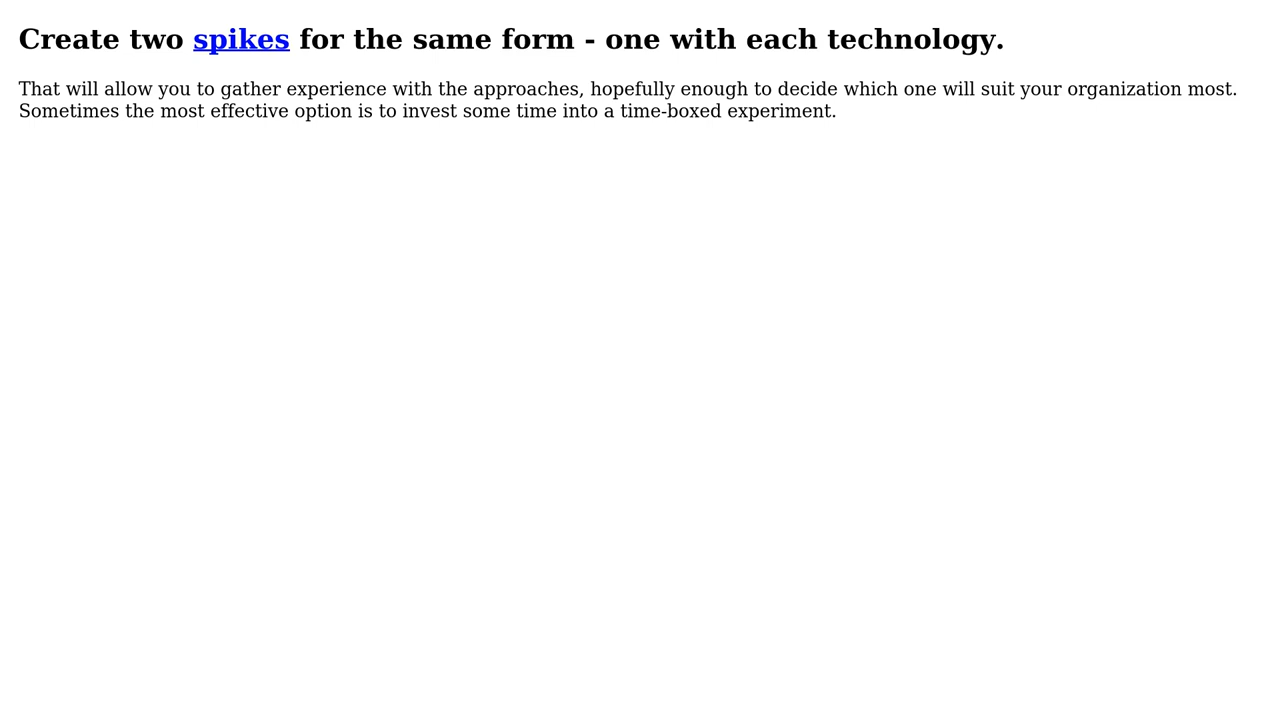 Create two spikes for the same form - one with each technology.
That will allow you to gather experience with the approaches, hopefully enough to decide which one will suit your organization most.
Sometimes the most effective option is to invest some time into a time-boxed experiment.